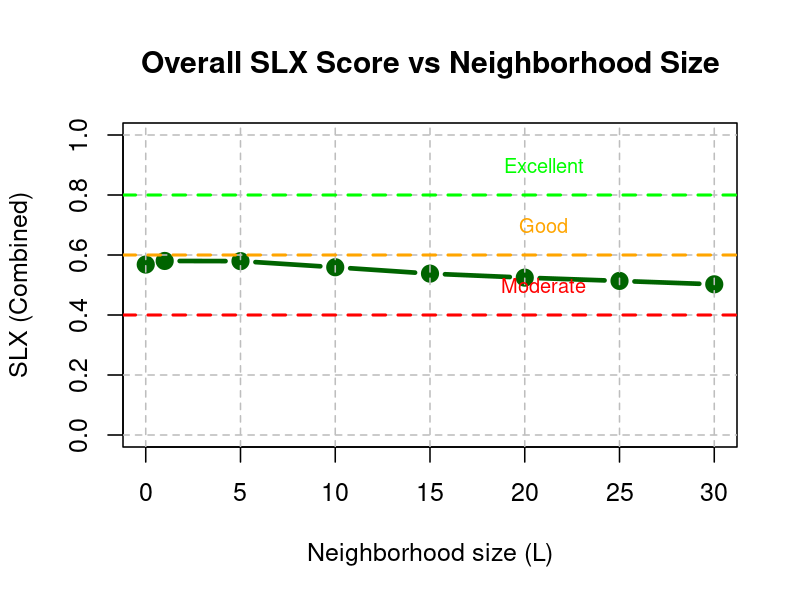 Overall SLX Score vs Neighborhood Size
SLX (Combined)
1.0
0.8
0.6
0.4
0.2
0.0
Excellent
Good
Moderate
0 5 10 15 20 25 30
Neighborhood size (L)